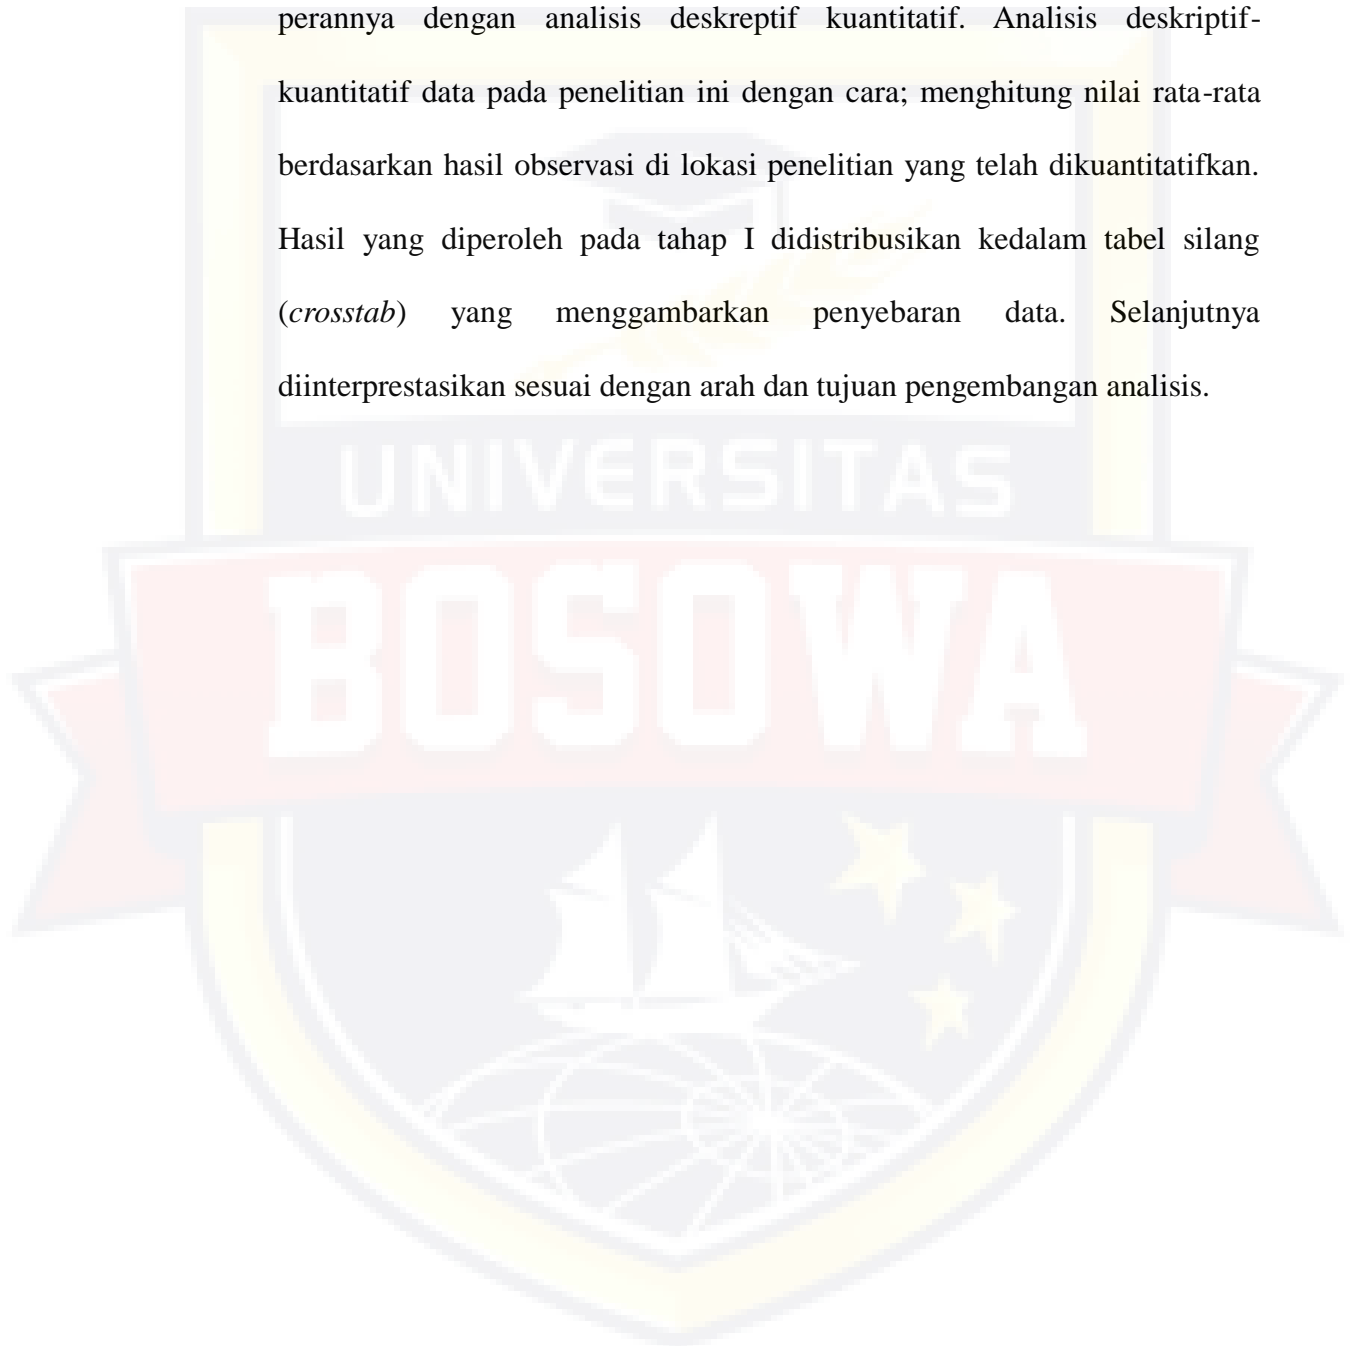 perannya dengan analisis deskreptif kuantitatif. Analisis deskriptif-
kuantitatif data pada penelitian ini dengan cara; menghitung nilai rata-rata
berdasarkan hasil observasi di lokasi penelitian yang telah dikuantitatifkan.
Hasil yang diperoleh pada tahap I didistribusikan kedalam tabel silang
(crosstab) yang menggambarkan penyebaran data. Selanjutnya
diinterprestasikan sesuai dengan arah dan tujuan pengembangan analisis.
UNIVERSITAS
BOSOWA